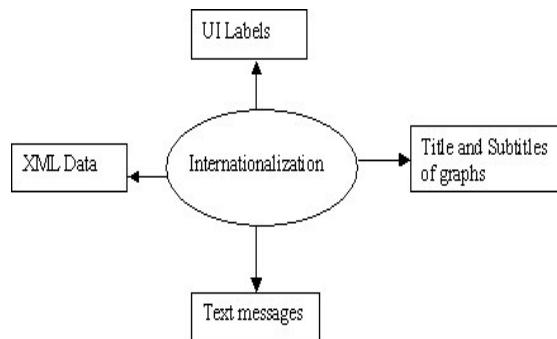 UI Labels
XML Data
Internationalization
Title and Subtitles
of graphs
Text messages